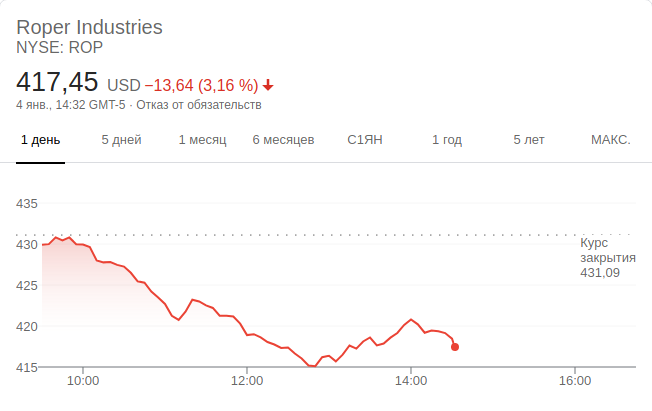 Roper Industries
NYSE: ROP
417,45 USD −13,64 (3,16 %)
4 янв., 14:32 GMT-5 · Отказ от обязательств
1 день 5 дней 1 месяц 6 месяцев С1ЯН 1 год 5 лет МАКС.
435
430
425
420
415
Курс
закрытия
431,09
10:00 12:00 14:00 16:00